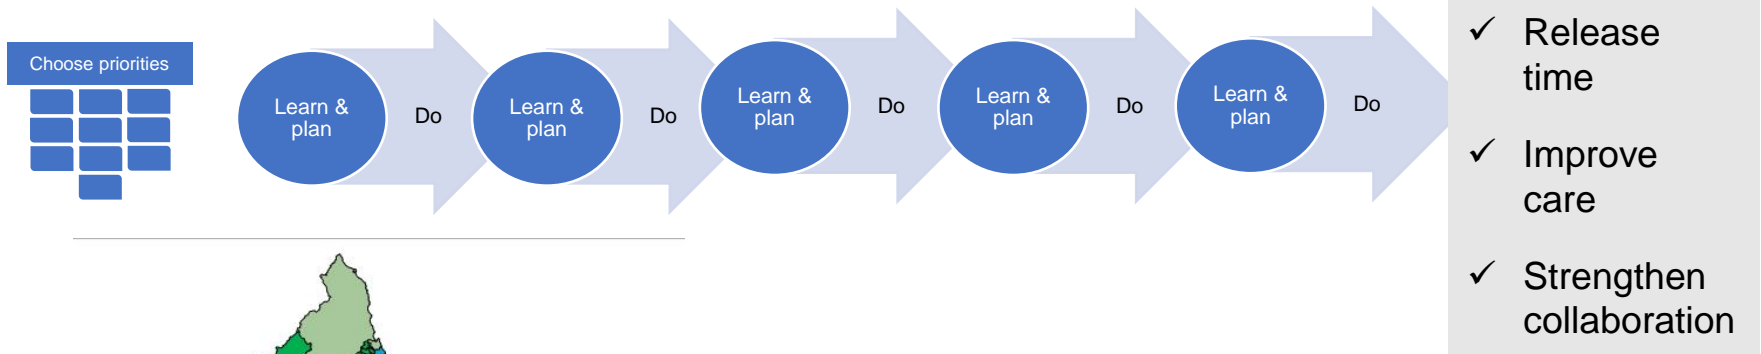 Choose priorities
Learn &
plan
Do
Learn &
plan
Do
Learn &
plan
Do
Learn &
plan
Do
Learn &
plan
Do
✓ Release
time
✓ Improve
care
✓ Strengthen
collaboration